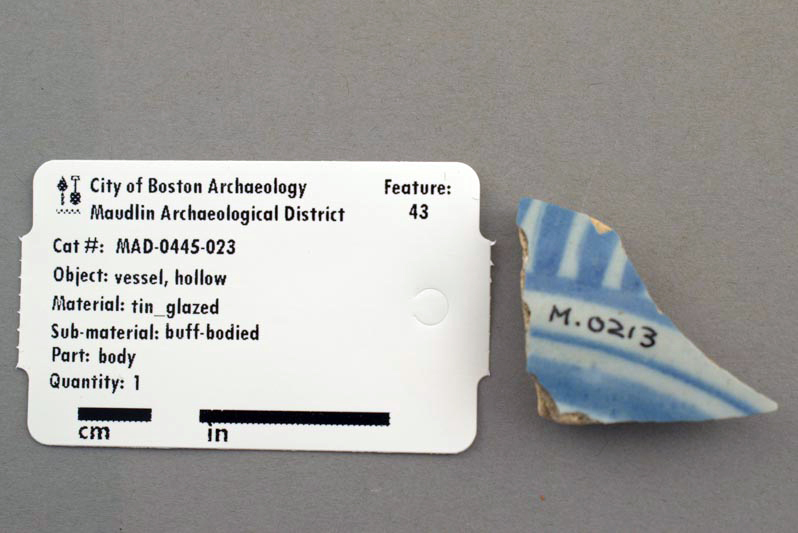 City of Boston Archaeology
Maudlin Archaeological District
Feature:
43
Cat #: MAD-0445-023
Object: vessel, hollow
Material: tin_glazed
Sub-material: buff-bodied
Part: body
Quantity: 1
cm in
M.0213